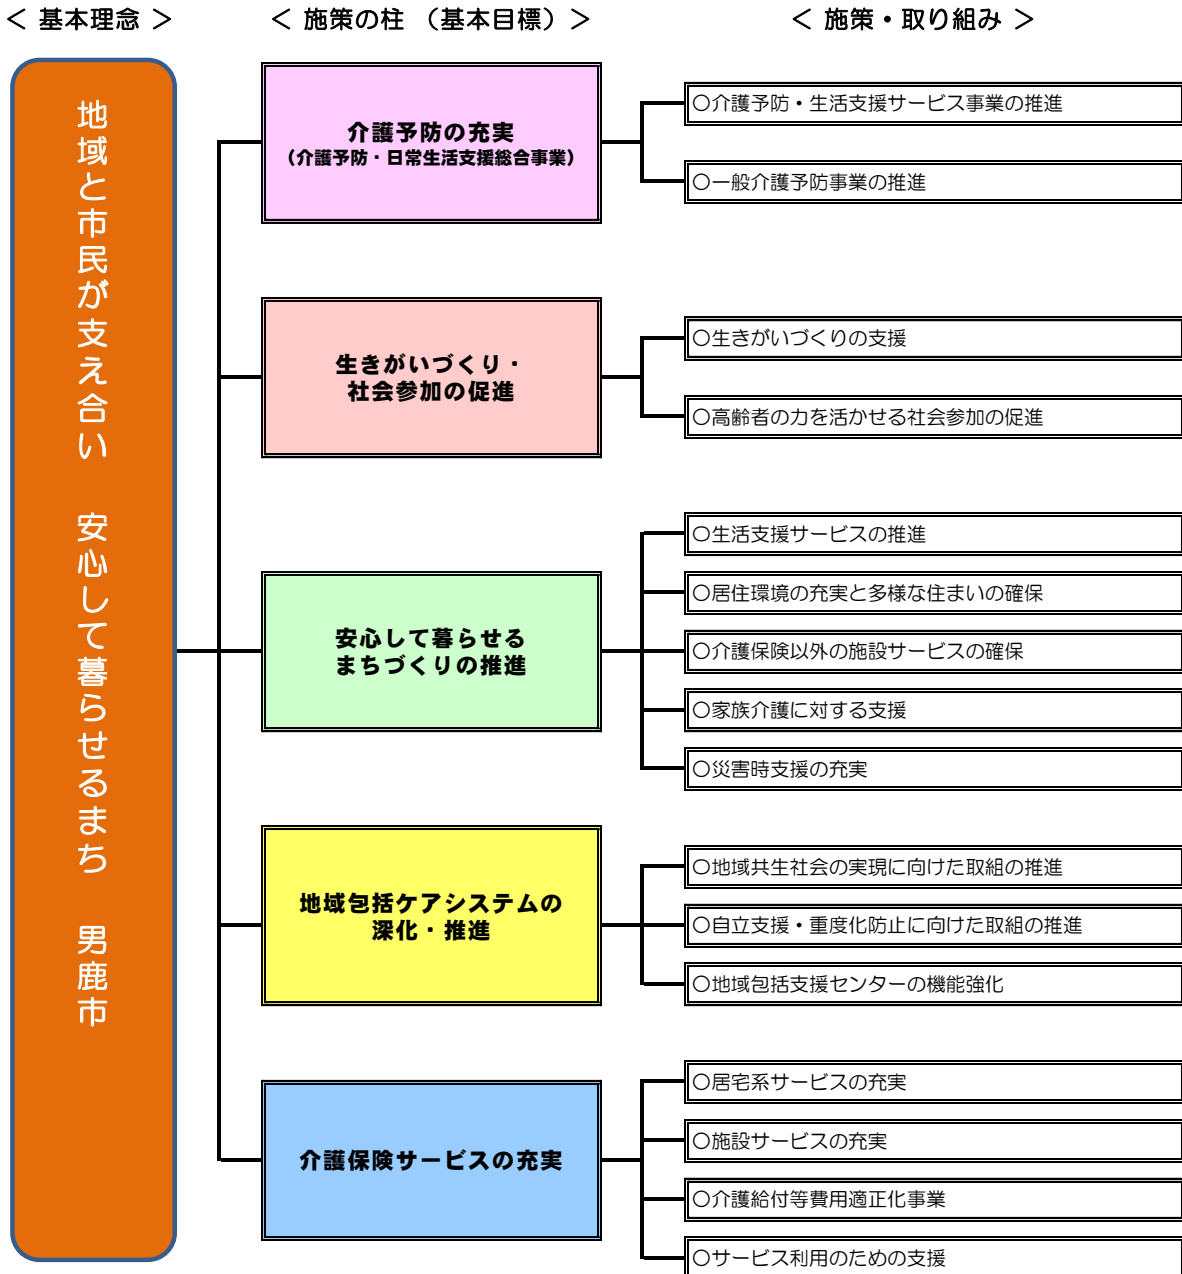 ＜ 基本理念 ＞
＜ 施策の柱 （基本目標）＞
＜ 施策・取り組み ＞
地域と市民が支え合い　安心して暮らせるまち　男鹿市
介護予防の充実
（介護予防・日常生活支援総合事業）
〇介護予防・生活支援サービス事業の推進
〇一般介護予防事業の推進
生きがいづくり・
社会参加の促進
〇生きがいづくりの支援
〇高齢者の力を活かせる社会参加の促進
安心して暮らせる
まちづくりの推進
〇生活支援サービスの推進
〇居住環境の充実と多様な住まいの確保
〇介護保険以外の施設サービスの確保
〇家族介護に対する支援
〇災害時支援の充実
地域包括ケアシステムの
深化・推進
〇地域共生社会の実現に向けた取組の推進
〇自立支援・重度化防止に向けた取組の推進
〇地域包括支援センターの機能強化
介護保険サービスの充実
〇居宅系サービスの充実
〇施設サービスの充実
〇介護給付等費用適正化事業
〇サービス利用のための支援